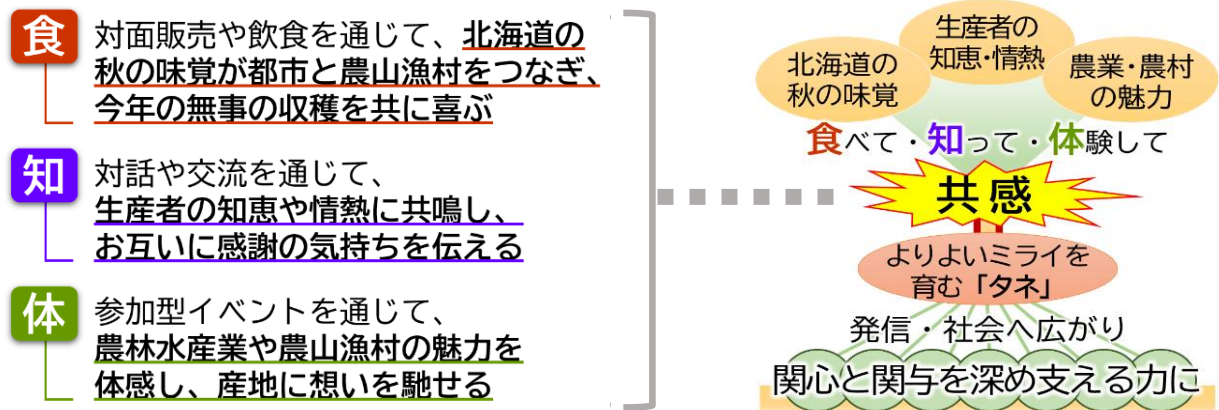 食
対面販売や飲食を通じて、北海道の
秋の味覚が都市と農山漁村をつなぎ、
今年の無事の収穫を共に喜ぶ
知
対話や交流を通じて、
生産者の知恵や情熱に共鳴し、
お互いに感謝の気持ちを伝える
体
参加型イベントを通じて、
農林水産業や農山漁村の魅力を
体感し、産地に想いを馳せる
北海道の
秋の味覚
生産者の
知恵・情熱
農業・農村
の魅力
食べて・知って・体験して
共感
よりよいミライを
育む「タネ」
発信・社会へ広がり
関心と関与を深め支える力に